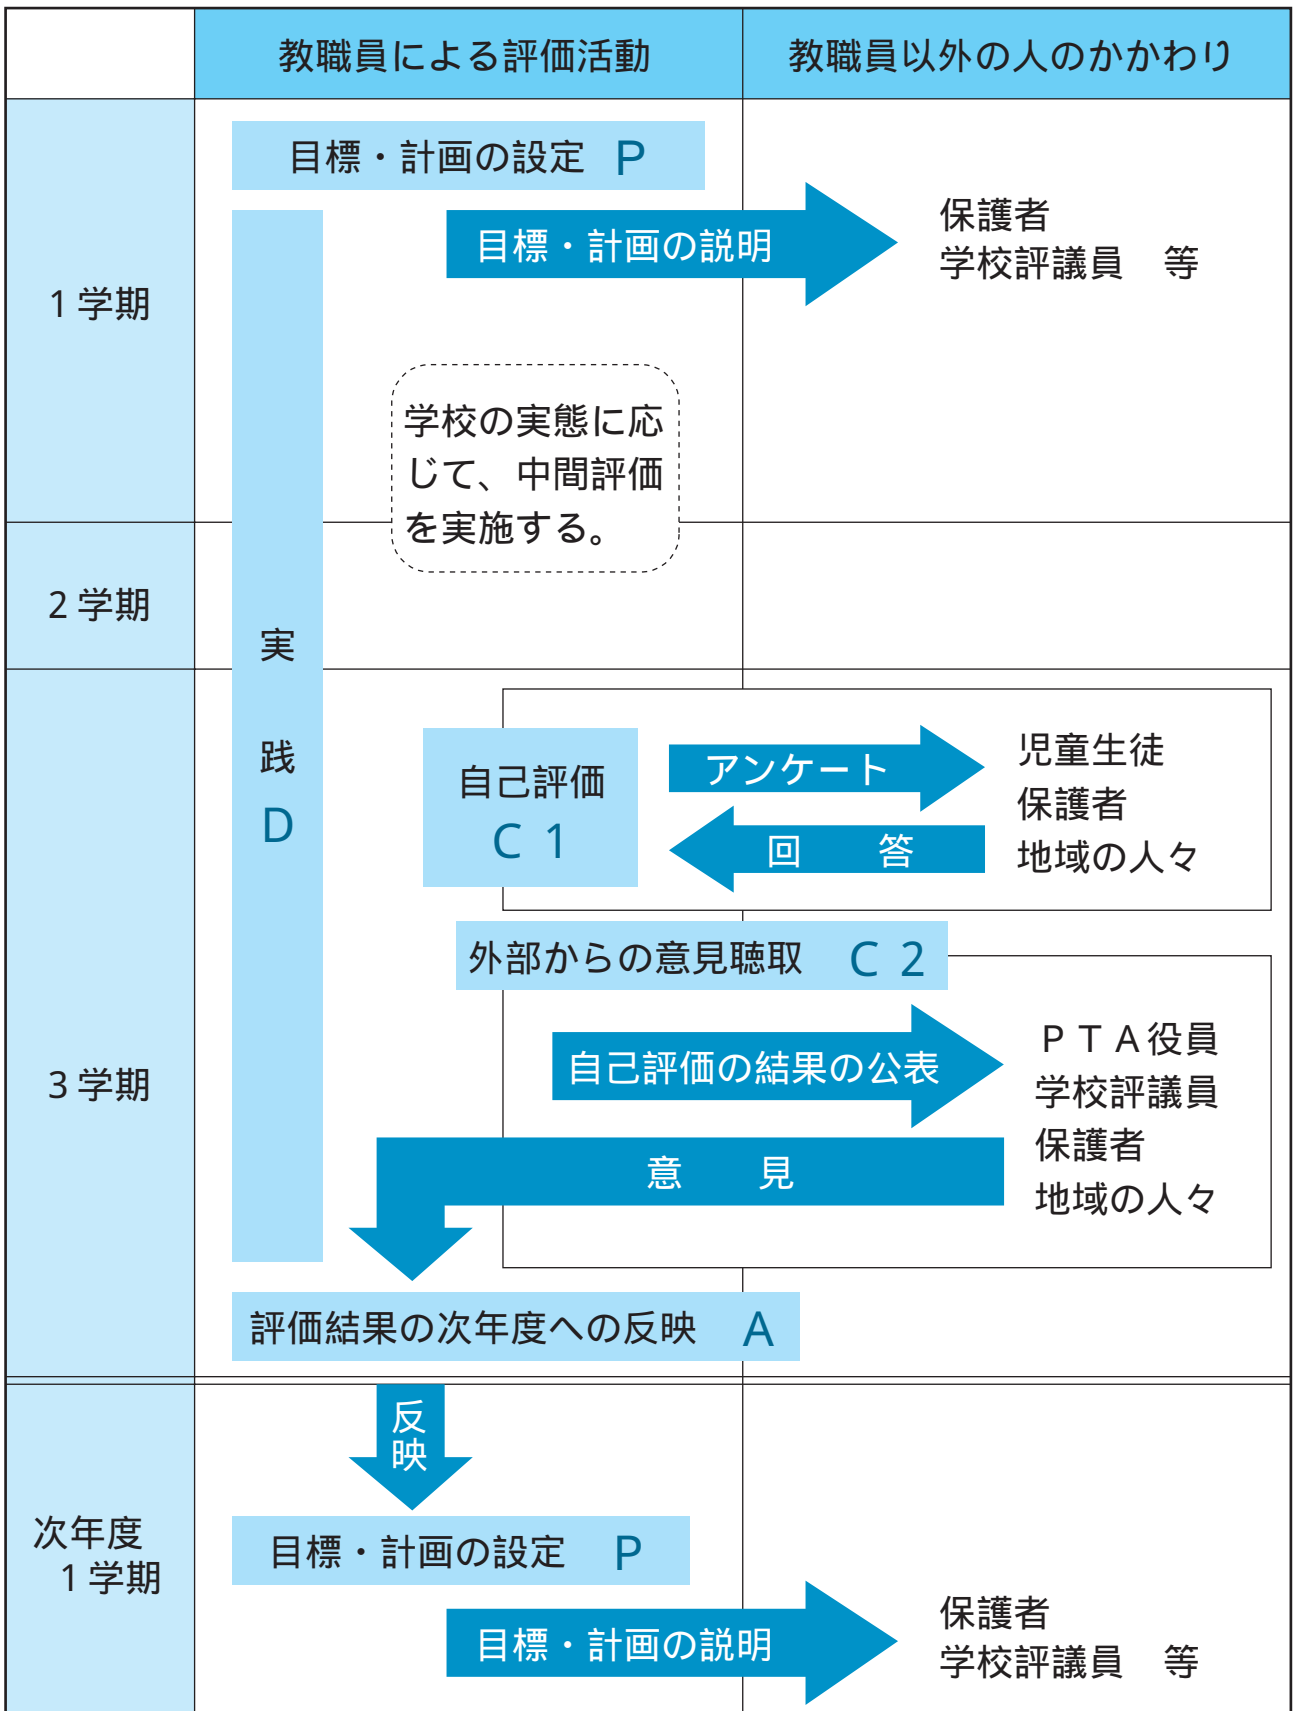 教職員による評価活動
教職員以外の人のかかわり
1学期
目標・計画の設定 P
目標・計画の説明
保護者
学校評議員 等
学校の実態に応
じて、中間評価
を実施する。
2学期
実
践
D
3学期
自己評価
C 1
アンケート
回 答
児童生徒
保護者
地域の人々
外部からの意見聴取 C 2
自己評価の結果の公表
意 見
PTA役員
学校評議員
保護者
地域の人々
評価結果の次年度への反映 A
反
映
次年度
1学期
目標・計画の設定 P
目標・計画の説明
保護者
学校評議員 等